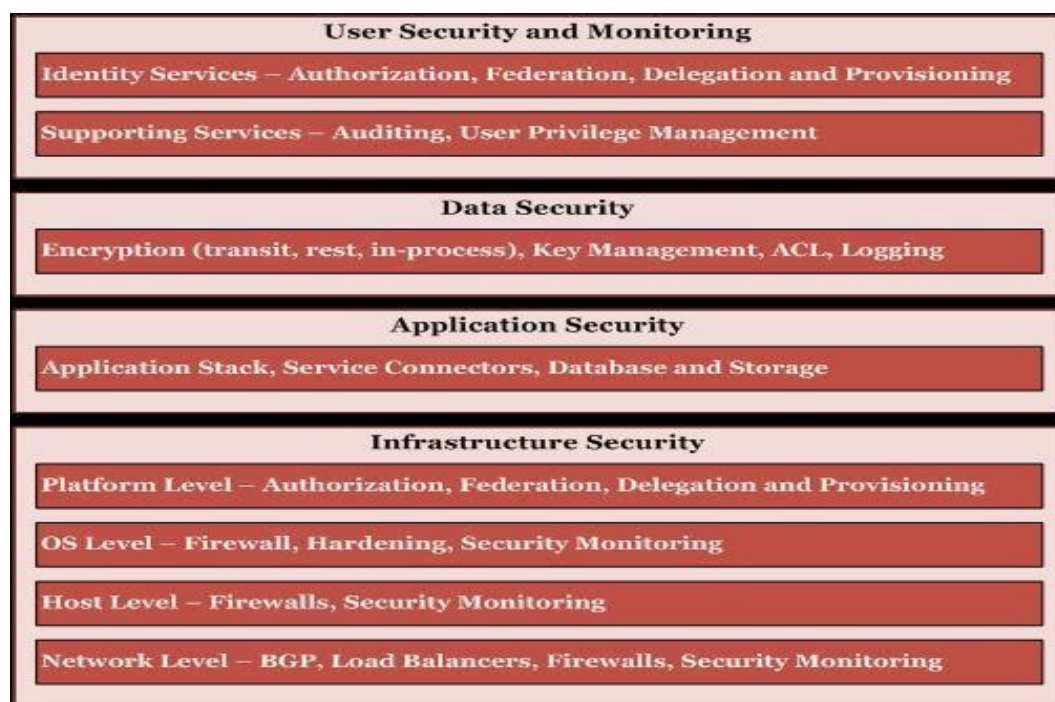 User Security and Monitoring
Identity Services – Authorization, Federation, Delegation and Provisioning
Supporting Services – Auditing, User Privilege Management
Data Security
Encryption (transit, rest, in-process), Key Management, ACL, Logging
Application Security
Application Stack, Service Connectors, Database and Storage
Infrastructure Security
Platform Level – Authorization, Federation, Delegation and Provisioning
OS Level – Firewall, Hardening, Security Monitoring
Host Level – Firewalls, Security Monitoring
Network Level – BGP, Load Balancers, Firewalls, Security Monitoring